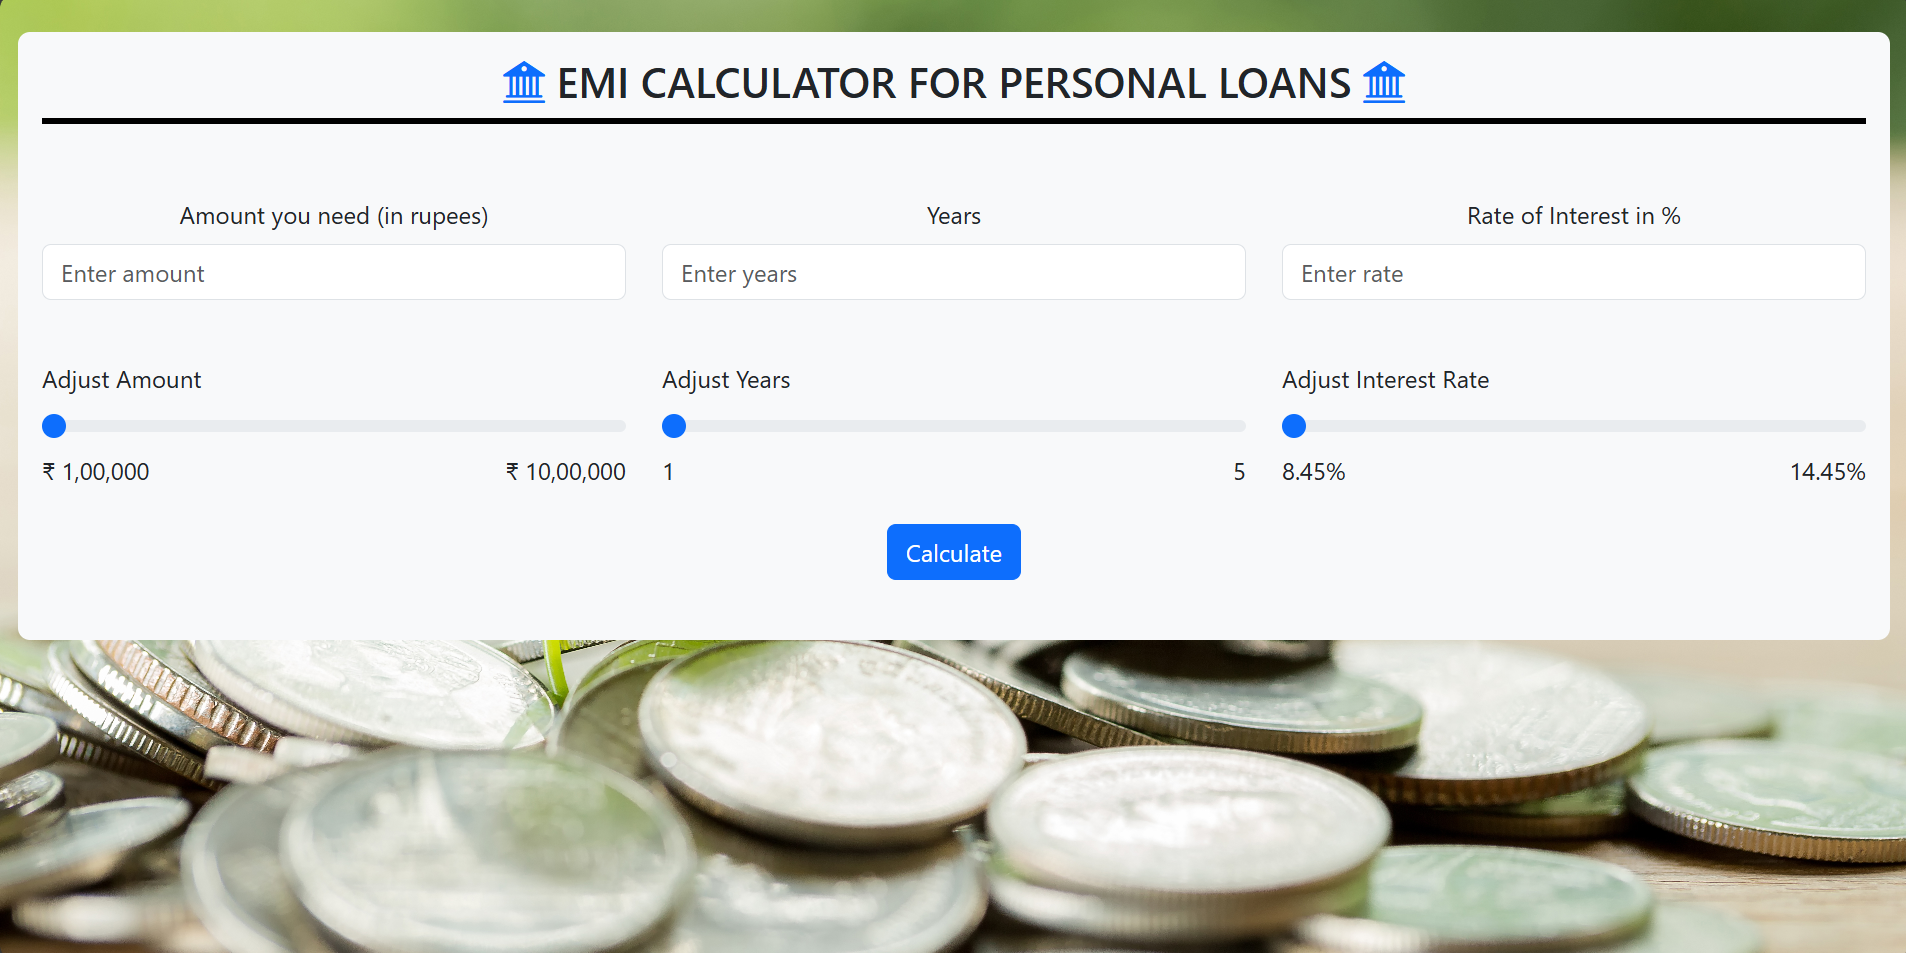 EMI CALCULATOR FOR PERSONAL LOANS
Amount you need (in rupees)
Enter amount
Years
Enter years
Rate of Interest in %
Enter rate
Adjust Amount
₹ 1,00,000 ₹ 10,00,000
Adjust Years
1 5
Adjust Interest Rate
8.45% 14.45%
Calculate